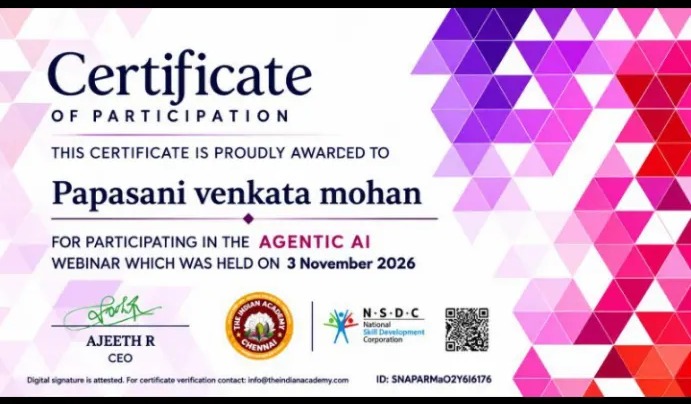 Certificate
OF PARTICIPATION
THIS CERTIFICATE IS PROUDLY AWARDED TO
Papasani venkata mohan
FOR PARTICIPATING IN THE AGENTIC AI
WEBINAR WHICH WAS HELD ON 3 November 2026
AJEETH R
CEO
THE INDIAN ACADEMY
CHENNAI
N·S·D·C
National
Skill Development
Corporation
Digital signature is attested. For certificate verification contact: info@theindianacademy.com
ID: SNAPARMaO2Y6I6176